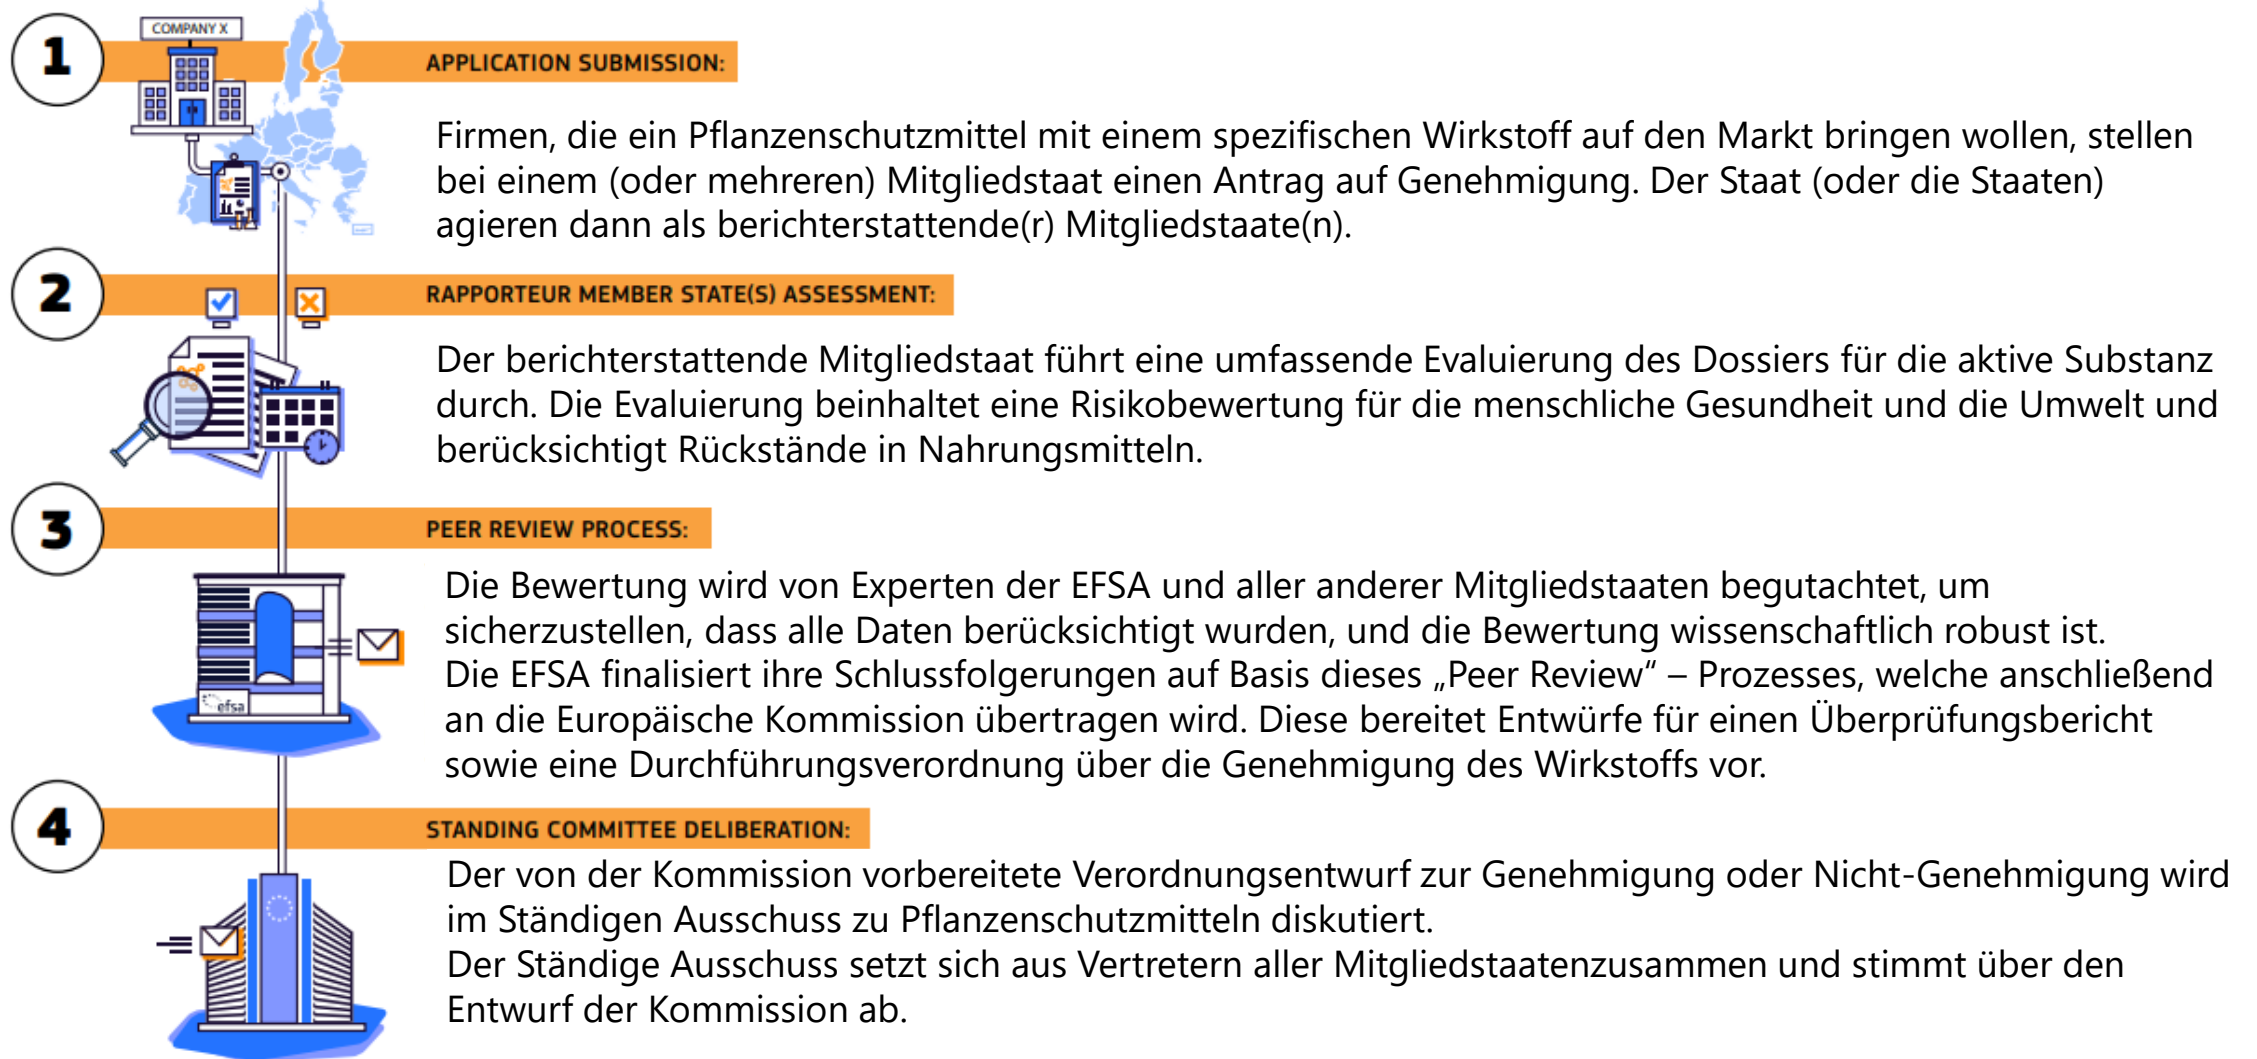 COMPANY X
1
APPLICATION SUBMISSION:
Firmen, die ein Pflanzenschutzmittel mit einem spezifischen Wirkstoff auf den Markt bringen wollen, stellen
bei einem (oder mehreren) Mitgliedstaat einen Antrag auf Genehmigung. Der Staat (oder die Staaten)
agieren dann als berichterstattende(r) Mitgliedstaate(n).
2
RAPPORTEUR MEMBER STATE(S) ASSESSMENT:
Der berichterstattende Mitgliedstaat führt eine umfassende Evaluierung des Dossiers für die aktive Substanz
durch. Die Evaluierung beinhaltet eine Risikobewertung für die menschliche Gesundheit und die Umwelt und
berücksichtigt Rückstände in Nahrungsmitteln.
3
PEER REVIEW PROCESS:
Die Bewertung wird von Experten der EFSA und aller anderer Mitgliedstaaten begutachtet, um
sicherzustellen, dass alle Daten berücksichtigt wurden, und die Bewertung wissenschaftlich robust ist.
Die EFSA finalisiert ihre Schlussfolgerungen auf Basis dieses „Peer Review“ – Prozesses, welche anschließend
an die Europäische Kommission übertragen wird. Diese bereitet Entwürfe für einen Überprüfungsbericht
sowie eine Durchführungsverordnung über die Genehmigung des Wirkstoffs vor.
efsa
4
STANDING COMMITTEE DELIBERATION:
Der von der Kommission vorbereitete Verordnungsentwurf zur Genehmigung oder Nicht-Genehmigung wird
im Ständigen Ausschuss zu Pflanzenschutzmitteln diskutiert.
Der Ständige Ausschuss setzt sich aus Vertretern aller Mitgliedstaatenzusammen und stimmt über den
Entwurf der Kommission ab.